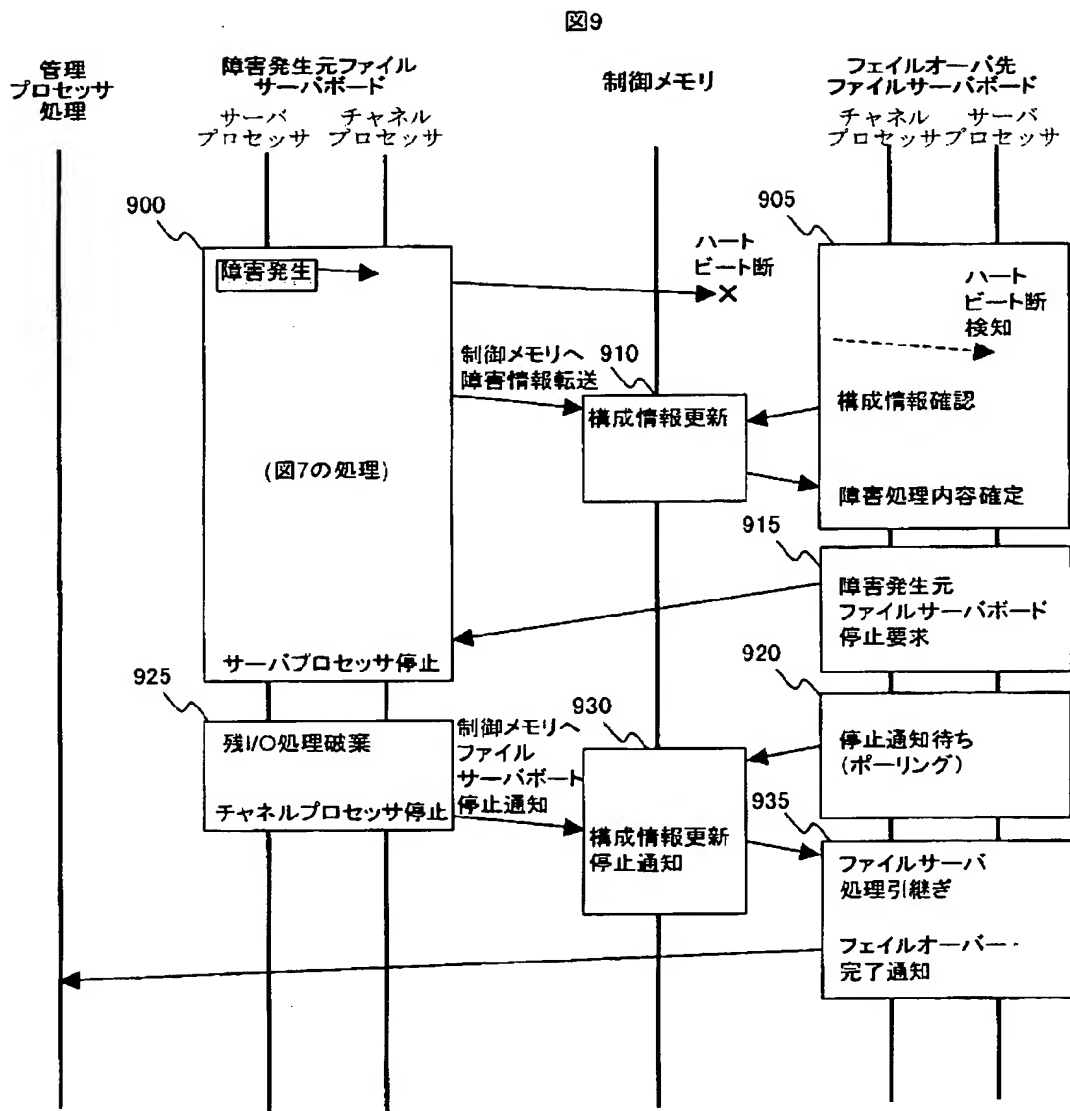 図9
管理
プロセッサ
処理
障害発生元ファイル
サーバボード
サーバ
プロセッサ
チャネル
プロセッサ
制御メモリ
フェイルオーバ先
ファイルサーバボード
チャネル
プロセッサ
サーバ
プロセッサ
900
障害発生
(図7の処理)
サーバプロセッサ停止
ハート
ビート断
905
ハート
ビート断
検知
構成情報確認
障害処理内容確定
制御メモリへ
障害情報転送
910
構成情報更新
915
障害発生元
ファイルサーバボード
停止要求
920
停止通知待ち
(ポーリング)
925
残I/O処理破棄
チャネルプロセッサ停止
制御メモリへ
ファイル
サーバボート
停止通知
930
構成情報更新
停止通知
935
ファイルサーバ
処理引継ぎ
フェイルオーバー
完了通知